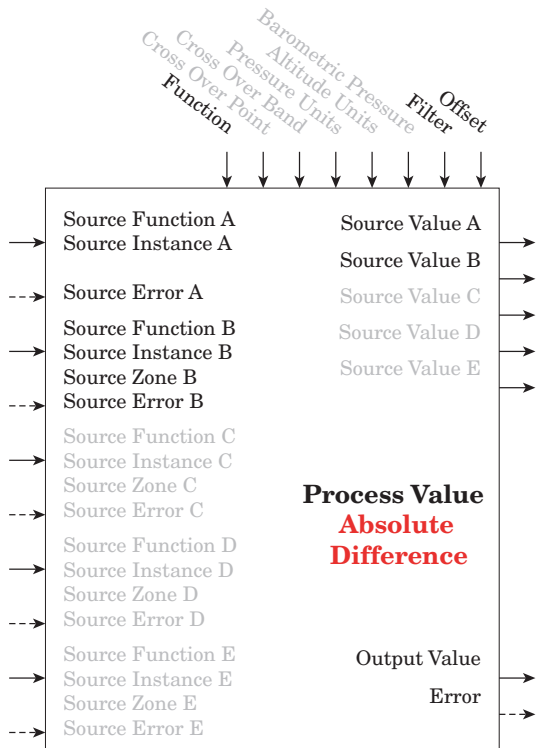 Function
Cross Over Point
Cross Over Band
Pressure Units
Altitude Units
Barometric Pressure
Filter
Offset
Source Function A
Source Instance A
Source Error A
Source Function B
Source Instance B
Source Zone B
Source Error B
Source Function C
Source Instance C
Source Zone C
Source Error C
Source Function D
Source Instance D
Source Zone D
Source Error D
Source Function E
Source Instance E
Source Zone E
Source Error E
Source Value A
Source Value B
Source Value C
Source Value D
Source Value E
Process Value
Absolute
Difference
Output Value
Error